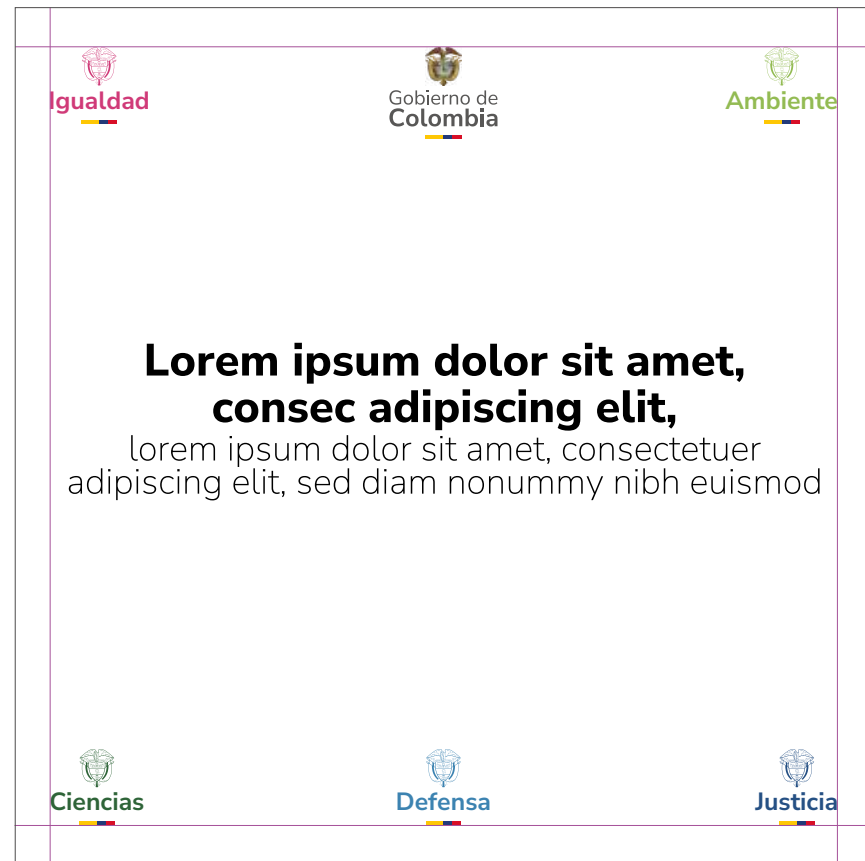 Igualdad
Gobierno de
Colombia
Ambiente
Lorem ipsum dolor sit amet,
consec adipiscing elit,
lorem ipsum dolor sit amet, consectetuer
adipiscing elit, sed diam nonummy nibh euismod
Ciencias
Defensa
Justicia